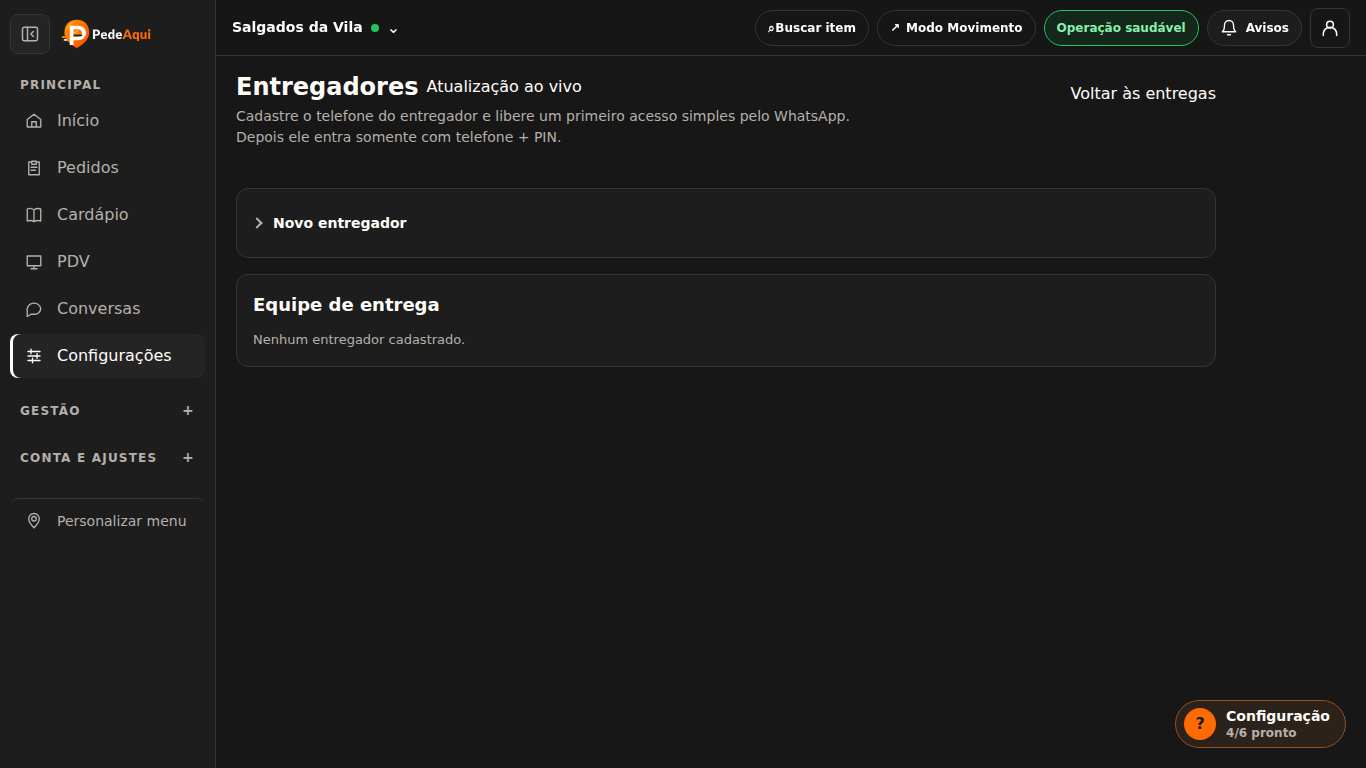 PedeAqui
PRINCIPAL
Início
Pedidos
Cardápio
PDV
Conversas
Configurações
GESTÃO +
CONTA E AJUSTES +
Personalizar menu
Salgados da Vila
Buscar item
Modo Movimento
Operação saudável
Avisos
Entregadores Atualização ao vivo
Voltar às entregas
Cadastre o telefone do entregador e libere um primeiro acesso simples pelo WhatsApp.
Depois ele entra somente com telefone + PIN.
Novo entregador
Equipe de entrega
Nenhum entregador cadastrado.
?
Configuração
4/6 pronto